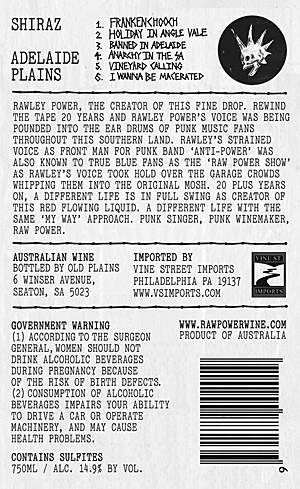 SHIRAZ
ADELAIDE
PLAINS
1. FRANKENCHOOCH
2. HOLIDAY IN ANGLE VALE
3. BANNED IN ADELAIDE
4. ANARCHY IN THE SA
5. VINEYARD CALLING
6. I WANNA BE MACERATED
RAWLEY POWER, THE CREATOR OF THIS FINE DROP. REWIND
THE TAPE 20 YEARS AND RAWLEY POWER'S VOICE WAS BEING
POUNDED INTO THE EAR DRUMS OF PUNK MUSIC FANS
THROUGHOUT THIS SOUTHERN LAND. RAWLEY'S STRAINED
VOICE AS FRONT MAN FOR PUNK BAND 'ANTI-POWER' WAS
ALSO KNOWN TO TRUE BLUE FANS AS THE 'RAW POWER SHOW'
AS RAWLEY'S VOICE TOOK HOLD OVER THE GARAGE CROWDS
WHIPPING THEM INTO THE ORIGINAL MOSH. 20 PLUS YEARS
ON, A DIFFERENT LIFE IS IN FULL SWING AS CREATOR OF
THIS RED FLOWING LIQUID. A DIFFERENT LIFE WITH THE
SAME 'MY WAY' APPROACH. PUNK SINGER, PUNK WINEMAKER,
RAW POWER.
AUSTRALIAN WINE
BOTTLED BY OLD PLAINS
6 WINSER AVENUE,
SEATON, SA 5023
IMPORTED BY
VINE STREET IMPORTS
PHILADELPHIA PA 19137
WWW.VSIMPORTS.COM
VINE ST
IMPORTS
GOVERNMENT WARNING
(1) ACCORDING TO THE SURGEON
GENERAL, WOMEN SHOULD NOT
DRINK ALCOHOLIC BEVERAGES
DURING PREGNANCY BECAUSE
OF THE RISK OF BIRTH DEFECTS.
(2) CONSUMPTION OF ALCOHOLIC
BEVERAGES IMPAIRS YOUR ABILITY
TO DRIVE A CAR OR OPERATE
MACHINERY, AND MAY CAUSE
HEALTH PROBLEMS.
CONTAINS SULFITES
750ML / ALC. 14.9% BY VOL.
WWW.RAWPOWERWINE.COM
PRODUCT OF AUSTRALIA
9